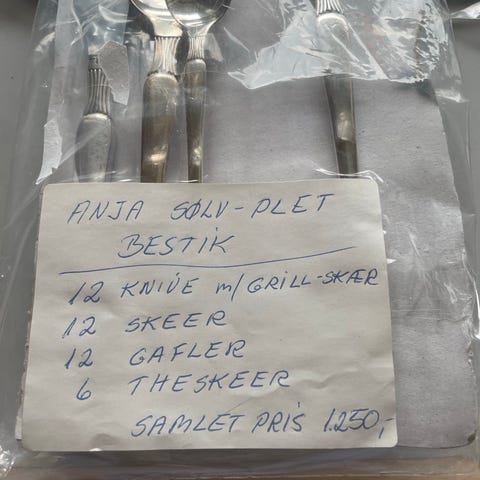 ANJA SØLV-PLET
BESTIK
12 KNIVE m/GRILL-SKÆR
12 SKEER
12 GAFLER
6 THESKEER
SAMLET PRIS 1.250,-